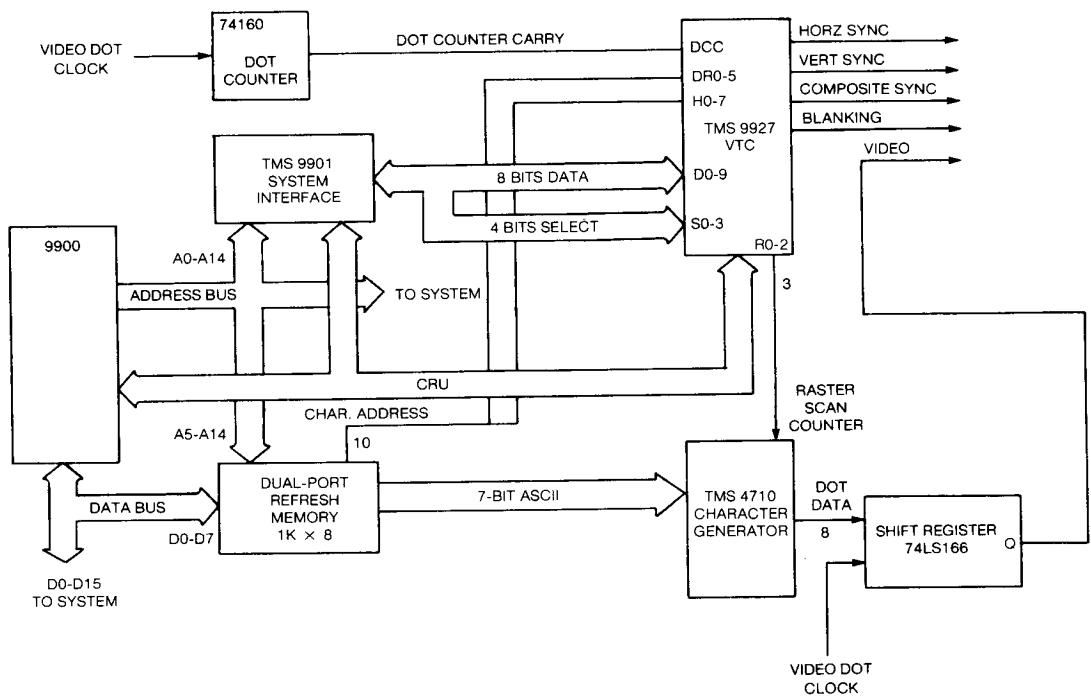 74160
DOT
COUNTER
VIDEO DOT
CLOCK
DOT COUNTER CARRY
DCC
DR0-5
H0-7
TMS 9927
VTC
D0-9
S0-3
R0-2
HORZ SYNC
VERT SYNC
COMPOSITE SYNC
BLANKING
VIDEO
TMS 9901
SYSTEM
INTERFACE
8 BITS DATA
4 BITS SELECT
3
9900
A0-A14
ADDRESS BUS
TO SYSTEM
CRU
CHAR. ADDRESS
10
RASTER
SCAN
COUNTER
A5-A14
DUAL-PORT
REFRESH
MEMORY
1K × 8
7-BIT ASCII
TMS 4710
CHARACTER
GENERATOR
DOT
DATA
8
SHIFT REGISTER
74LS166
Q
DATA BUS
D0-D7
D0-D15
TO SYSTEM
VIDEO DOT
CLOCK